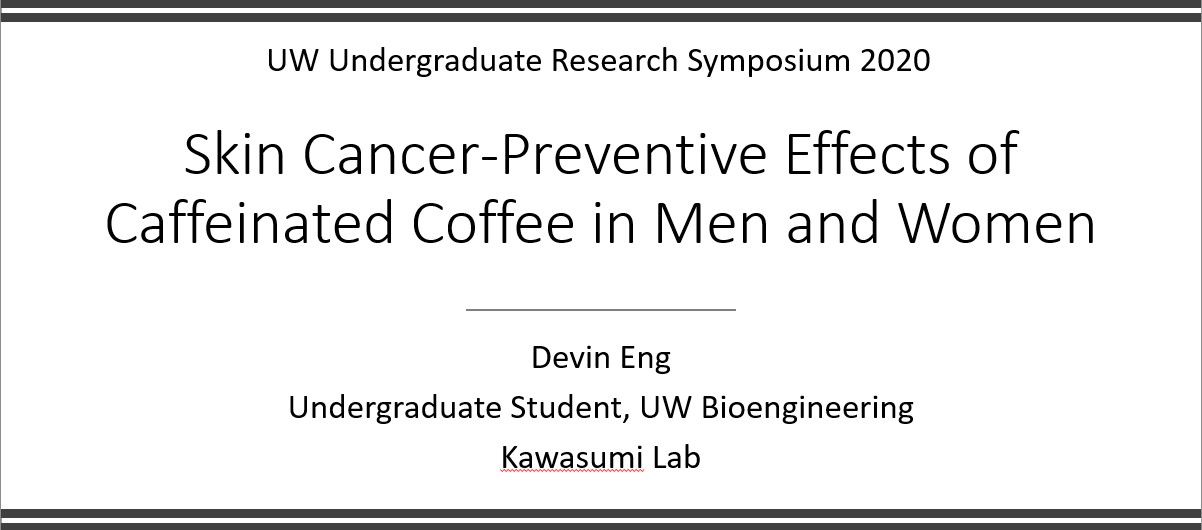 UW Undergraduate Research Symposium 2020
Skin Cancer-Preventive Effects of
Caffeinated Coffee in Men and Women
Devin Eng
Undergraduate Student, UW Bioengineering
Kawasumi Lab